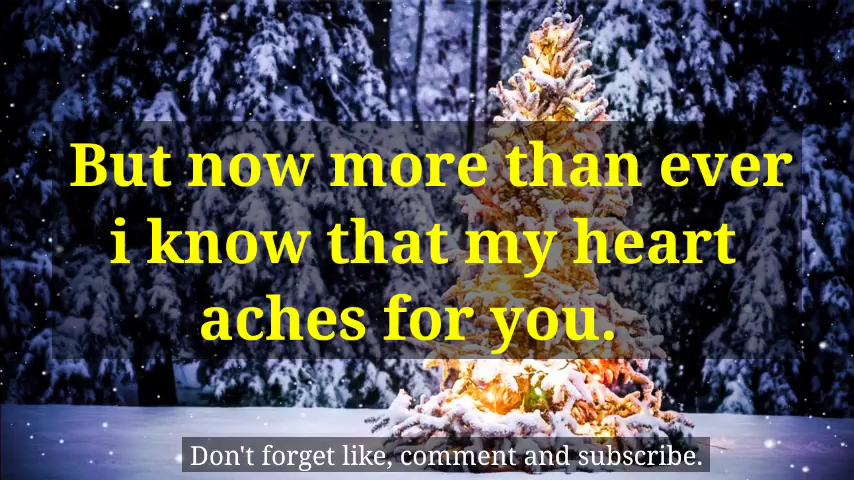 But now more than ever
i know that my heart
aches for you.
Don't forget like, comment and subscribe.